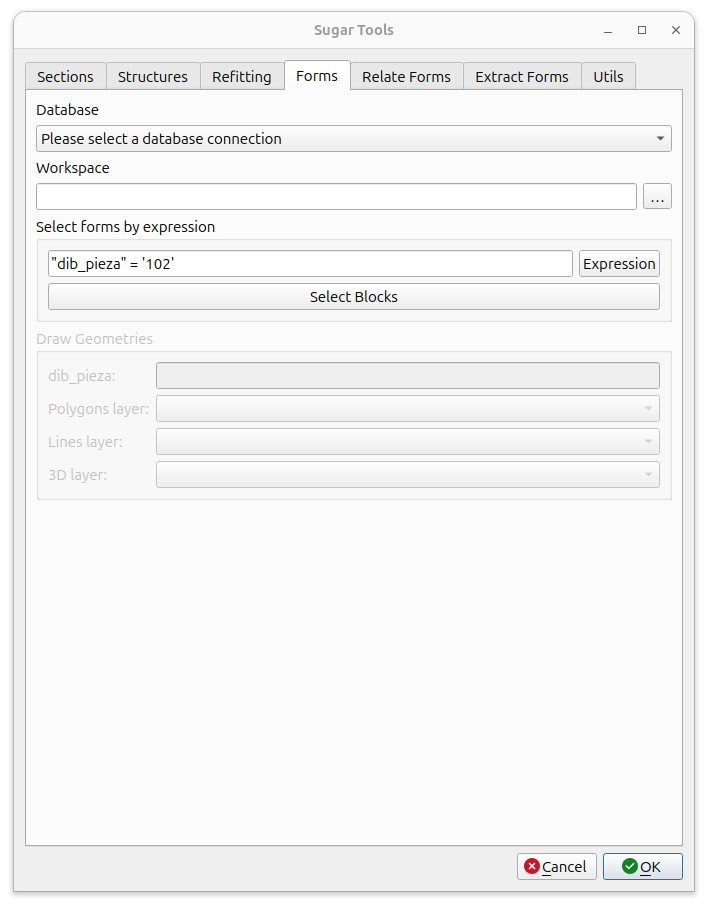 Sugar Tools
Sections Structures Refitting Forms Relate Forms Extract Forms Utils
Database
Please select a database connection
Workspace
...
Select forms by expression
"dib_pieza" = '102' Expression
Select Blocks
Draw Geometries
dib_pieza:
Polygons layer:
Lines layer:
3D layer:
Cancel OK